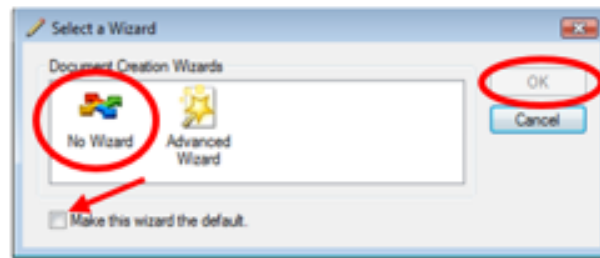 Select a Wizard
Document Creation Wizards
No Wizard
Advanced
Wizard
OK
Cancel
Make this wizard the default.